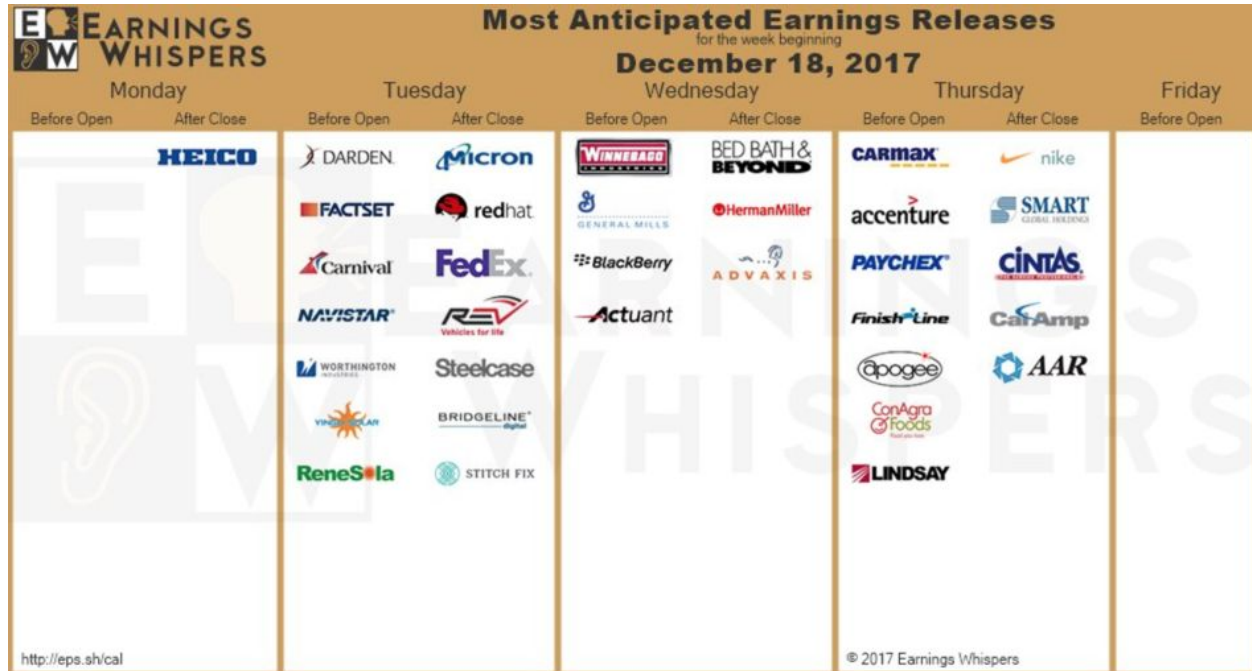 EARNINGS
WHISPERS
Most Anticipated Earnings Releases
for the week beginning
December 18, 2017
Monday Tuesday Wednesday Thursday Friday
Before Open After Close Before Open After Close Before Open After Close Before Open After Close Before Open
HEICO DARDEN Micron WINNEBAGO INDUSTRIES BED BATH & BEYOND CARMAX nike
FACTSET redhat GENERAL MILLS HermanMiller accenture SMART GLOBAL HOLDINGS
Carnival FedEx BlackBerry ADVAXIS PAYCHEX CINTAS
NAVISTAR REV Vehicles for life Actuant Finish Line CalAmp
WORTHINGTON INDUSTRIES Steelcase apogee AAR
BRIDGELINE digital ConAgra Foods
ReneSola STITCH FIX LINDSAY
EARNINGS
WHISPERS
http://eps.sh/cal © 2017 Earnings Whispers